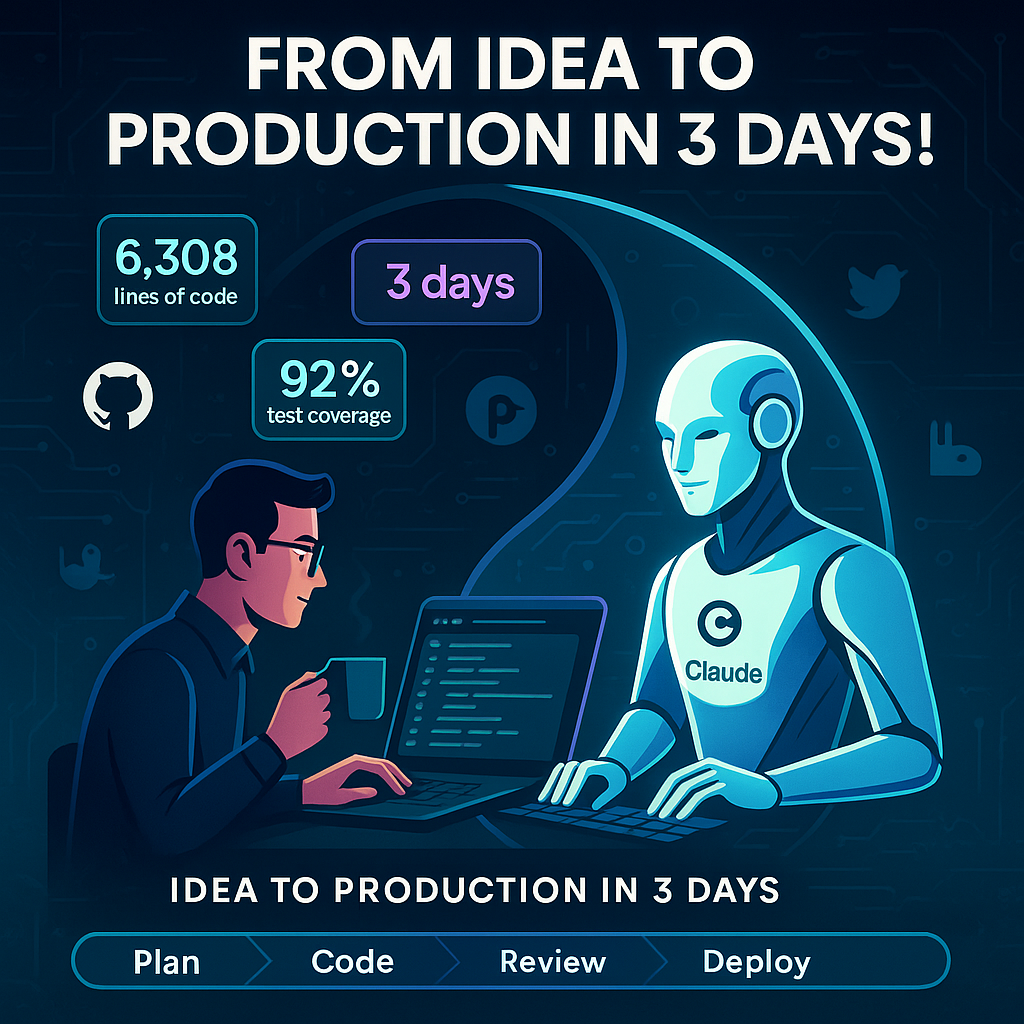 FROM IDEA TO
PRODUCTION IN 3 DAYS!
6,308
lines of code
3 days
92%
test coverage
C
Claude
IDEA TO PRODUCTION IN 3 DAYS
Plan
Code
Review
Deploy